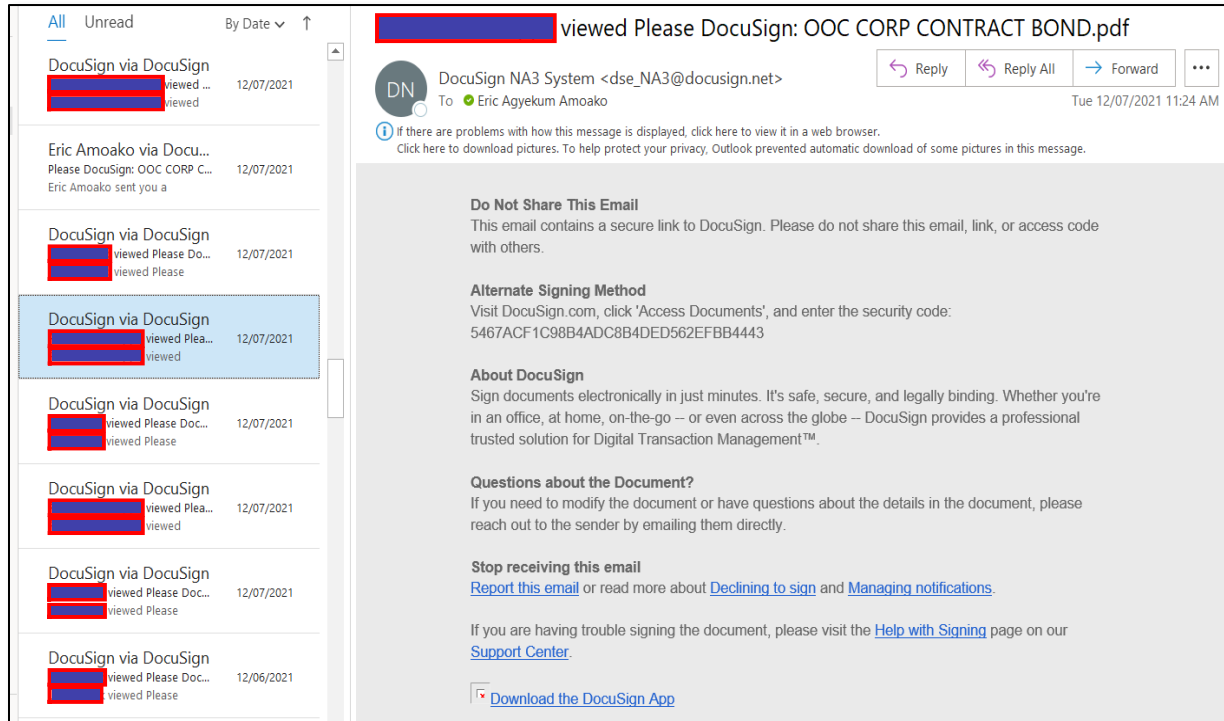 All Unread By Date
DocuSign via DocuSign
viewed ... 12/07/2021
viewed
Eric Amoako via Docu...
Please DocuSign: OOC CORP C... 12/07/2021
Eric Amoako sent you a
DocuSign via DocuSign
viewed Please Do... 12/07/2021
viewed Please
DocuSign via DocuSign
viewed Plea... 12/07/2021
viewed
DocuSign via DocuSign
viewed Please Doc... 12/07/2021
viewed Please
DocuSign via DocuSign
viewed Plea... 12/07/2021
viewed
DocuSign via DocuSign
viewed Please Doc... 12/07/2021
viewed Please
DocuSign via DocuSign
viewed Please Doc... 12/06/2021
viewed Please
viewed Please DocuSign: OOC CORP CONTRACT BOND.pdf
DN
DocuSign NA3 System <dse_NA3@docusign.net>
To Eric Agyekum Amoako
Reply Reply All Forward ...
Tue 12/07/2021 11:24 AM
If there are problems with how this message is displayed, click here to view it in a web browser.
Click here to download pictures. To help protect your privacy, Outlook prevented automatic download of some pictures in this message.
Do Not Share This Email
This email contains a secure link to DocuSign. Please do not share this email, link, or access code
with others.
Alternate Signing Method
Visit DocuSign.com, click 'Access Documents', and enter the security code:
5467ACF1C98B4ADC8B4DED562EFBB4443
About DocuSign
Sign documents electronically in just minutes. It's safe, secure, and legally binding. Whether you're
in an office, at home, on-the-go -- or even across the globe -- DocuSign provides a professional
trusted solution for Digital Transaction Management™.
Questions about the Document?
If you need to modify the document or have questions about the details in the document, please
reach out to the sender by emailing them directly.
Stop receiving this email
Report this email or read more about Declining to sign and Managing notifications.
If you are having trouble signing the document, please visit the Help with Signing page on our
Support Center.
Download the DocuSign App